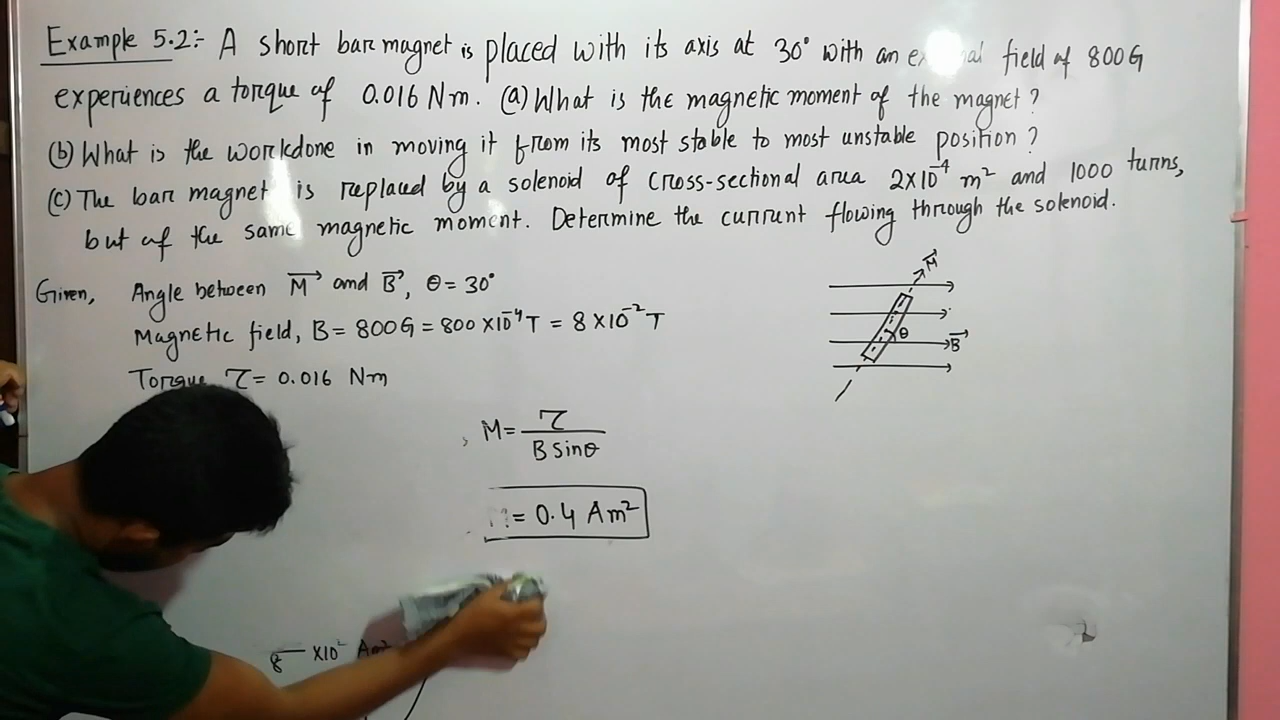 Example 5.2:- A short bar magnet is placed with its axis at 30° with an field of 800G
experiences a torque of 0.016 Nm. (a) What is the magnetic moment of the magnet?
(b) What is the workdone in moving it from its most stable to most unstable position?
(c) The bar magnet is replaced by a solenoid of cross-sectional area 2×10⁻⁴ m² and 1000 turns,
but of the same magnetic moment. Determine the current flowing through the solenoid.
Given, Angle between M⃗ and B⃗, θ = 30°
Magnetic field, B = 800G = 800 ×10⁻⁴ T = 8 ×10⁻² T
Torque τ = 0.016 Nm
M⃗
θ
B⃗
M = τ / B sinθ
= 0.4 Am²
8 ×10² Am²